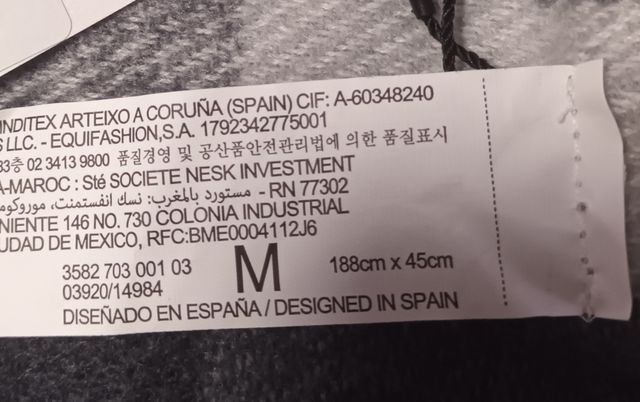 INDITEX ARTEIXO A CORUÑA (SPAIN) CIF: A-60348240
LLC. - EQUIFASHION,S.A. 1792342775001
33층 02 3413 9800 품질경영 및 공산품안전관리법에 의한 품질표시
A-MAROC : Sté SOCIETE NESK INVESTMENT
مستورد بالمغرب: نسك انفستمنت، - RN 77302
NIENTE 146 NO. 730 COLONIA INDUSTRIAL
UDAD DE MEXICO, RFC:BME0004112J6
3582 703 001 03 M 188cm x 45cm
03920/14984
DISEÑADO EN ESPAÑA / DESIGNED IN SPAIN